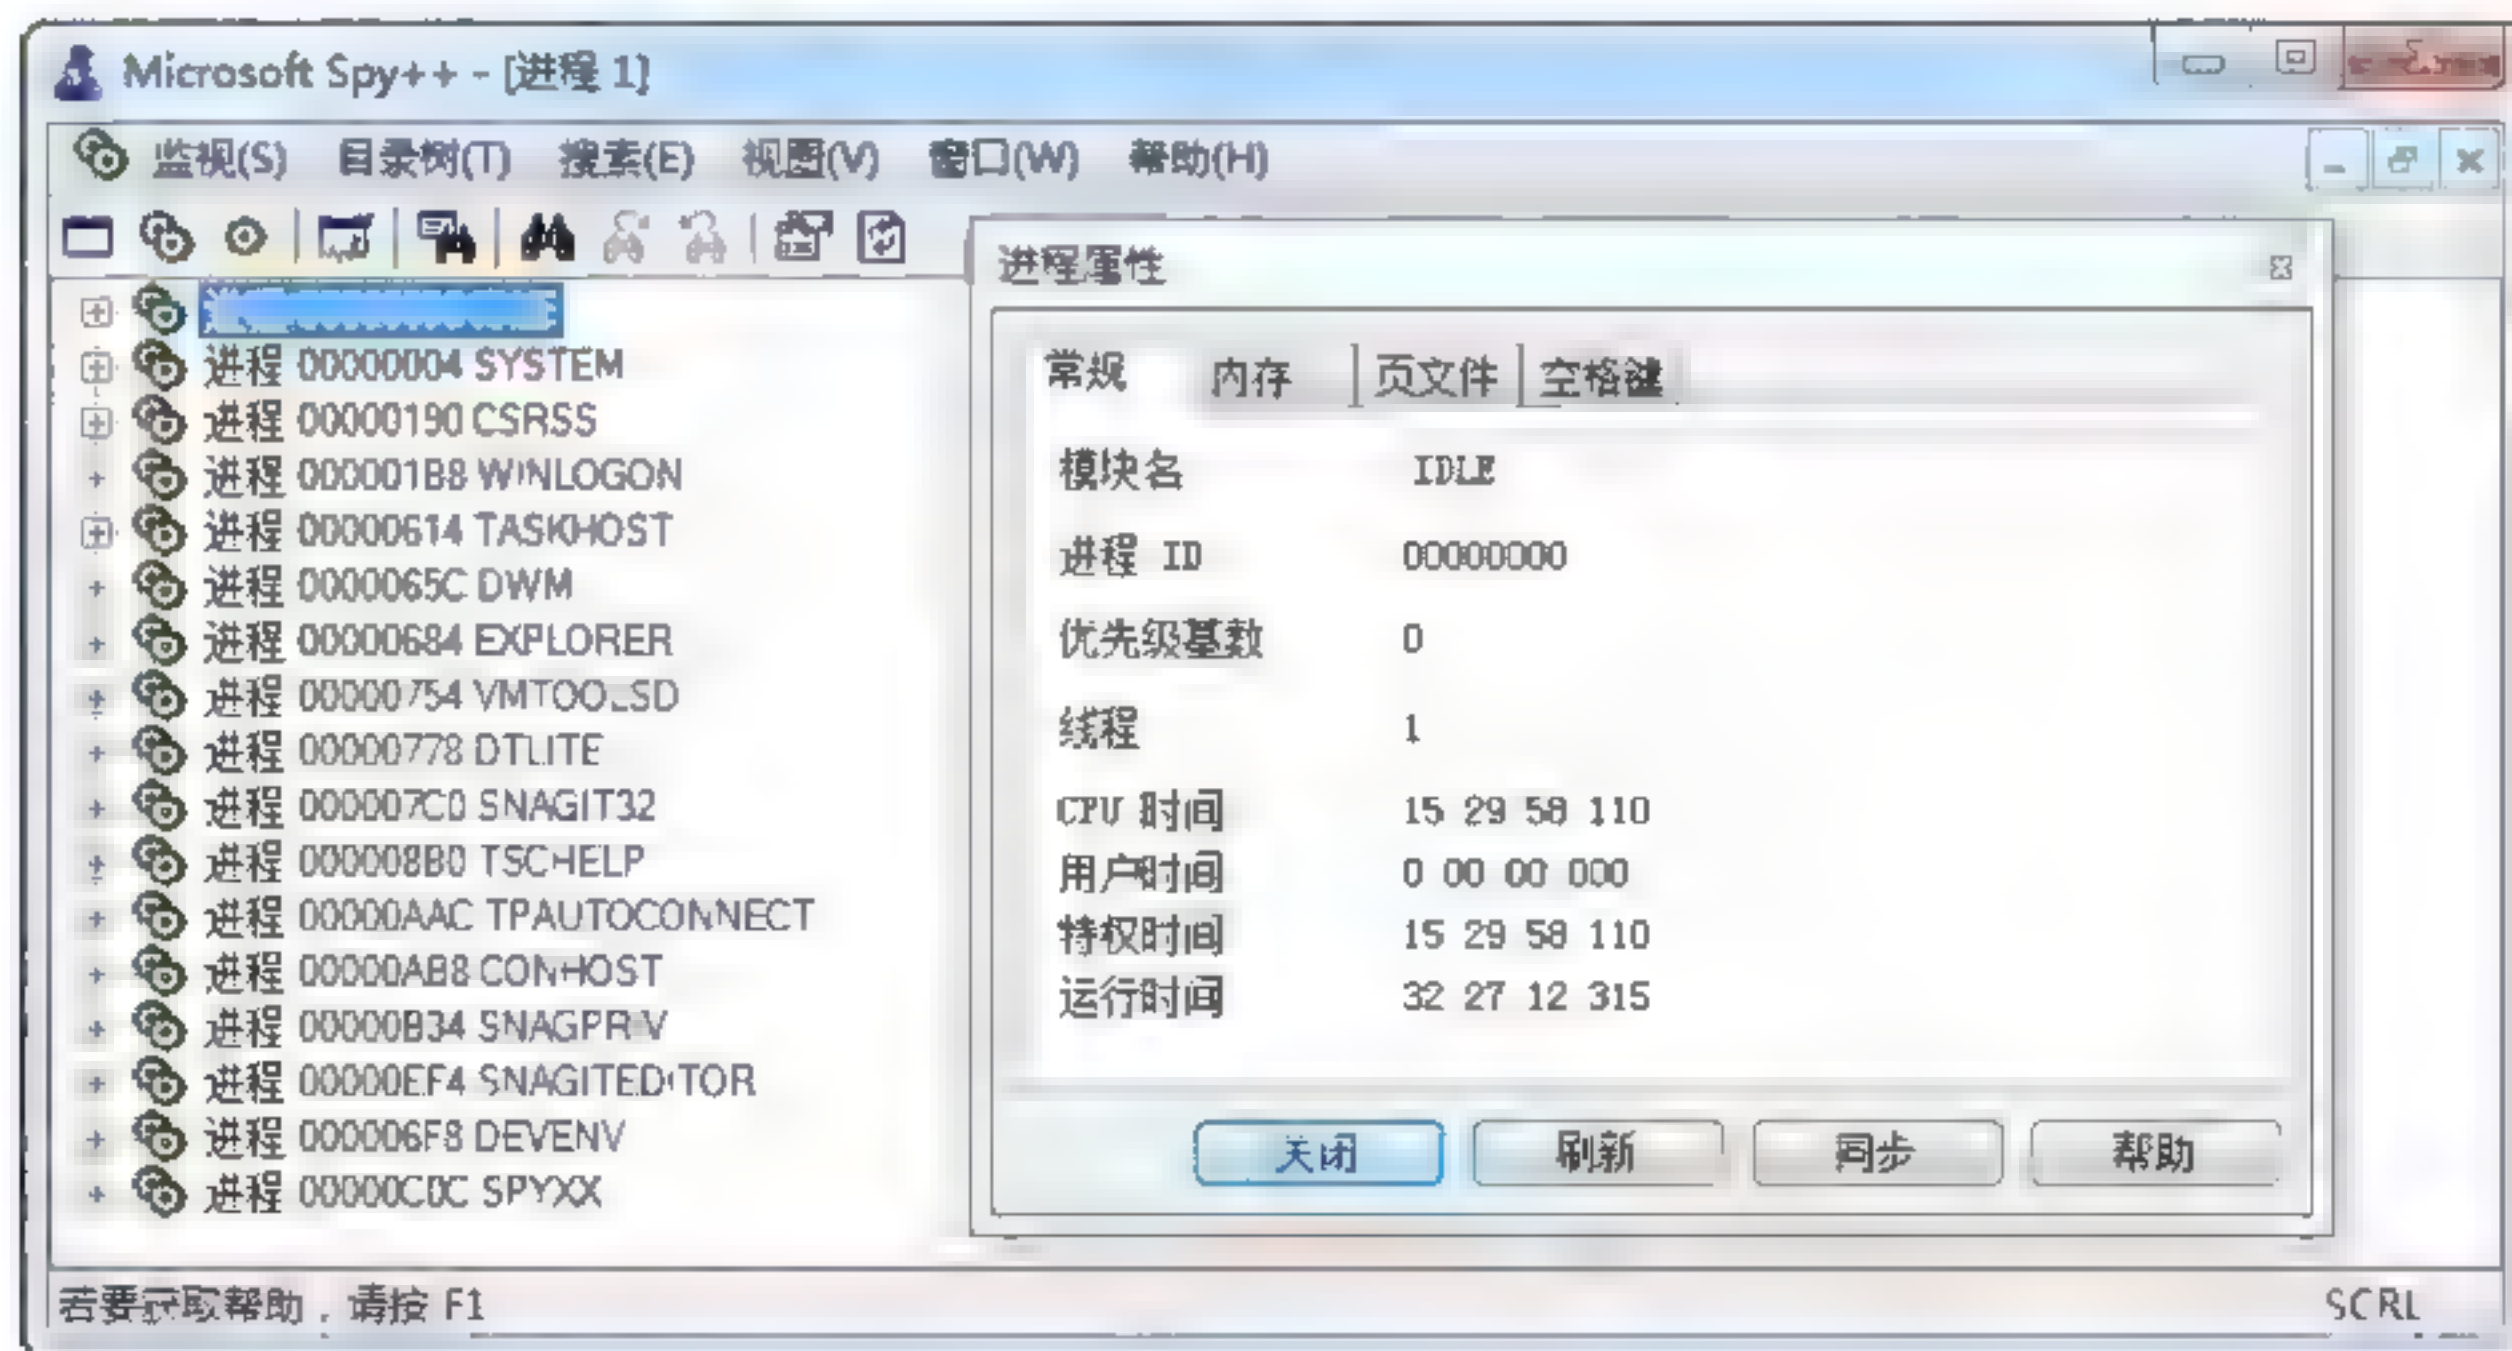 Microsoft Spy++ - [进程 1]
监视(S) 目录树(T) 搜索(E) 视图(V) 窗口(W) 帮助(H)
进程 00000004 SYSTEM
进程 00000190 CSRSS
进程 000001B8 WINLOGON
进程 00000614 TASKHOST
进程 0000065C DWM
进程 00000684 EXPLORER
进程 00000754 VMTOOLSD
进程 00000778 DTLITE
进程 000007C0 SNAGIT32
进程 000008B0 TSCHELP
进程 00000AAC TPAUTOCONNECT
进程 00000AB8 CONHOST
进程 00000B34 SNAGPRIV
进程 00000EF4 SNAGITEDITOR
进程 000006F8 DEVENV
进程 00000CDC SPYXX
进程属性
常规 内存 页文件 空格键
模块名 IDLE
进程 ID 00000000
优先级基数 0
线程 1
CPU 时间 15 29 58 110
用户时间 0 00 00 000
特权时间 15 29 58 110
运行时间 32 27 12 315
关闭 刷新 同步 帮助
若要获取帮助，请按 F1
SCRL